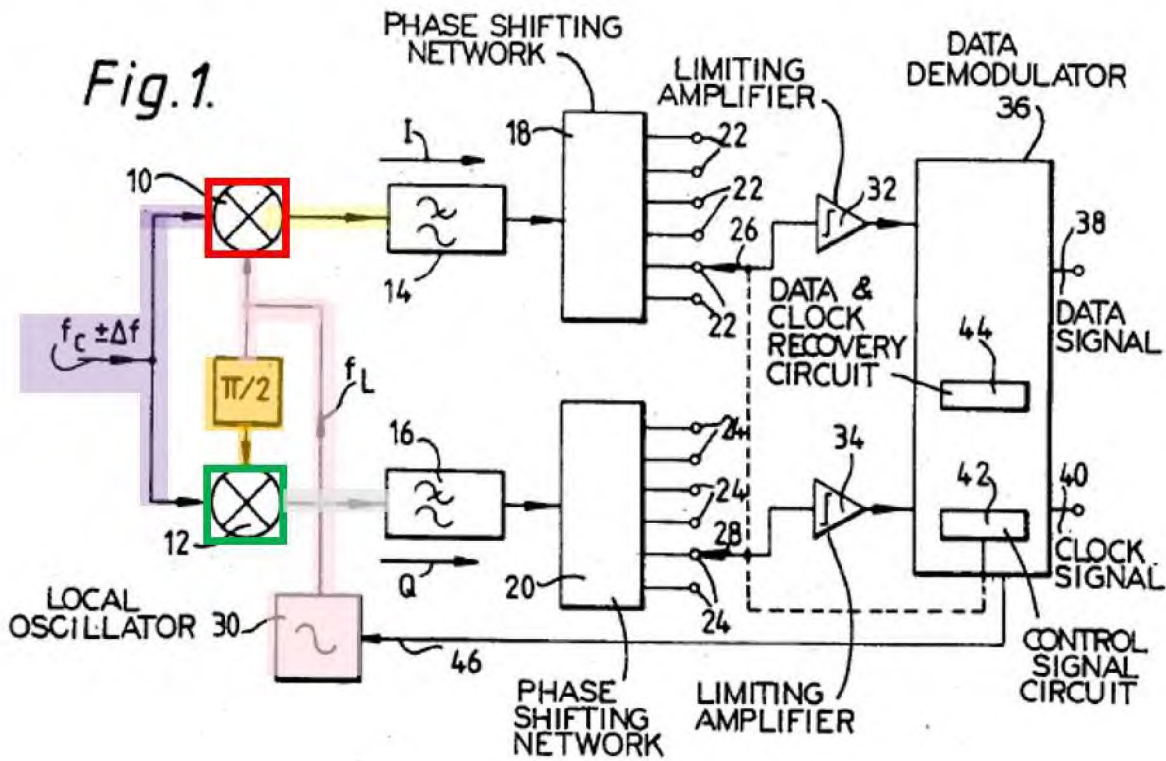 Fig.1.
PHASE SHIFTING
NETWORK
LIMITING
AMPLIFIER
DATA
DEMODULATOR
36
18
I
10
22
22
32
26
38
14
22
DATA &
CLOCK
RECOVERY
CIRCUIT
DATA
SIGNAL
44
fc ±Δf
π/2
fL
16
24
24
34
42
40
12
28
Q
20
24
CLOCK
SIGNAL
LOCAL
OSCILLATOR
30
46
CONTROL
SIGNAL
CIRCUIT
PHASE
SHIFTING
NETWORK
LIMITING
AMPLIFIER